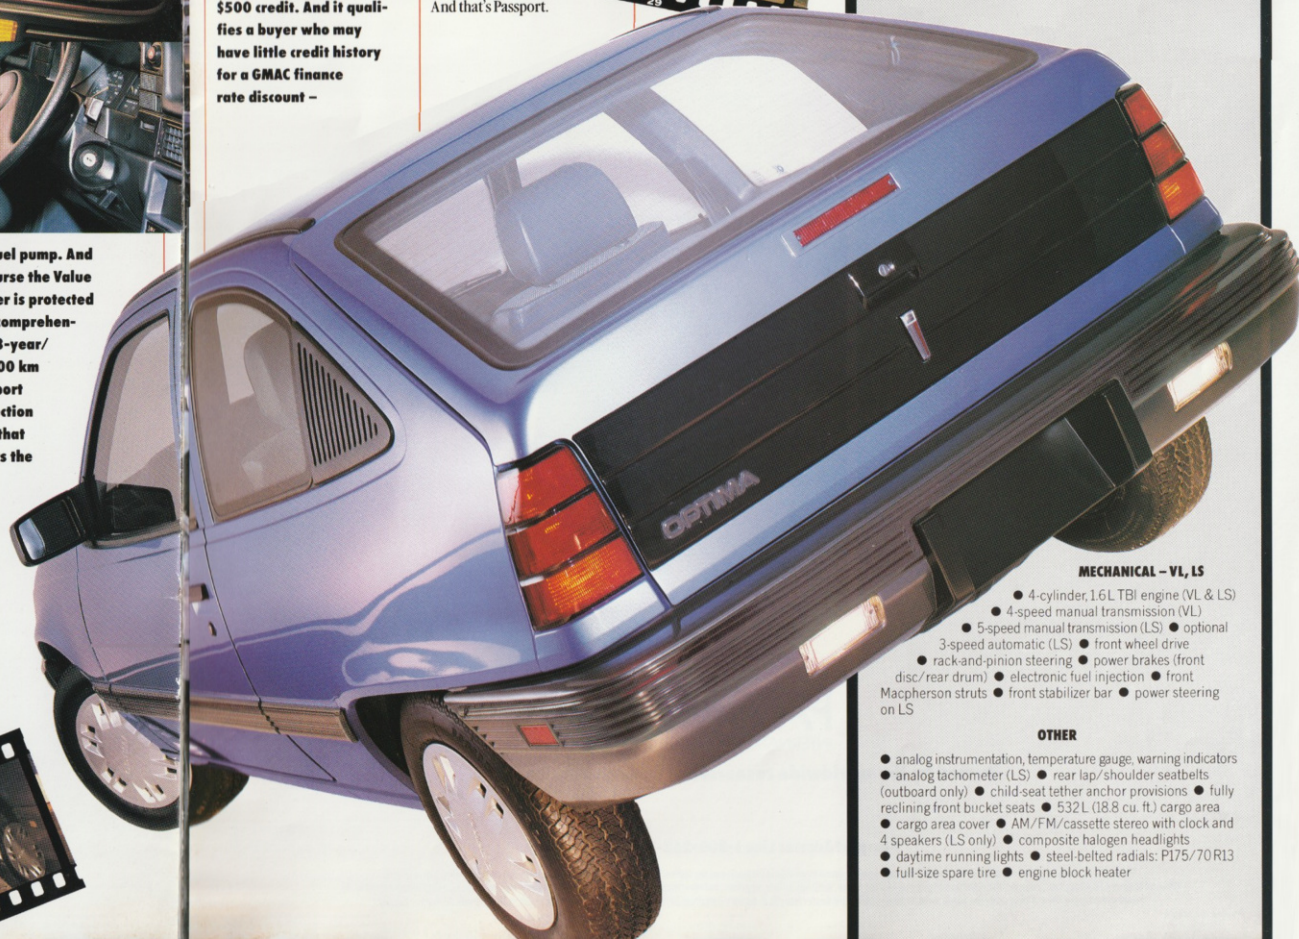 $500 credit. And it quali-
fies a buyer who may
have little credit history
for a GMAC finance
rate discount –
And that's Passport.
29
uel pump. And
urse the Value
er is protected
comprehen-
3-year/
00 km
port
ction
that
s the
OPTIMA
MECHANICAL – VL, LS
● 4-cylinder, 1.6 L TBI engine (VL & LS)
● 4-speed manual transmission (VL)
● 5-speed manual transmission (LS) ● optional
3-speed automatic (LS) ● front wheel drive
● rack-and-pinion steering ● power brakes (front
disc/rear drum) ● electronic fuel injection ● front
Macpherson struts ● front stabilizer bar ● power steering
on LS
OTHER
● analog instrumentation, temperature gauge, warning indicators
● analog tachometer (LS) ● rear lap/shoulder seatbelts
(outboard only) ● child-seat tether anchor provisions ● fully
reclining front bucket seats ● 532 L (18.8 cu. ft.) cargo area
● cargo area cover ● AM/FM/cassette stereo with clock and
4 speakers (LS only) ● composite halogen headlights
● daytime running lights ● steel-belted radials: P175/70 R13
● full-size spare tire ● engine block heater